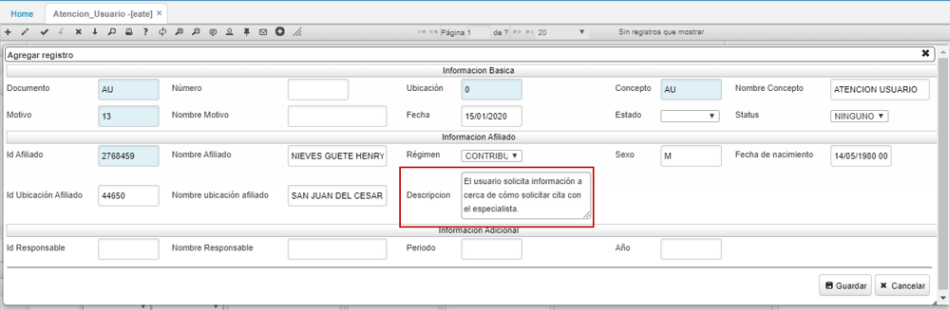 Home Atencion_Usuario -[eate] ×
Página 1 de ? 20 Sin registros que mostrar
Agregar registro
Informacion Basica
Documento AU Número Ubicación 0 Concepto AU Nombre Concepto ATENCION USUARIO
Motivo 13 Nombre Motivo Fecha 15/01/2020 Estado Status NINGUNO
Informacion Afiliado
Id Afiliado 2768459 Nombre Afiliado NIEVES GUETE HENRY Régimen CONTRIBU Sexo M Fecha de nacimiento 14/05/1980 00
Id Ubicación Afiliado 44650 Nombre ubicación afiliado SAN JUAN DEL CESAR Descripcion El usuario solicita información a
cerca de cómo solicitar cita con
el especialista.
Informacion Adicional
Id Responsable Nombre Responsable Periodo Año
Guardar Cancelar